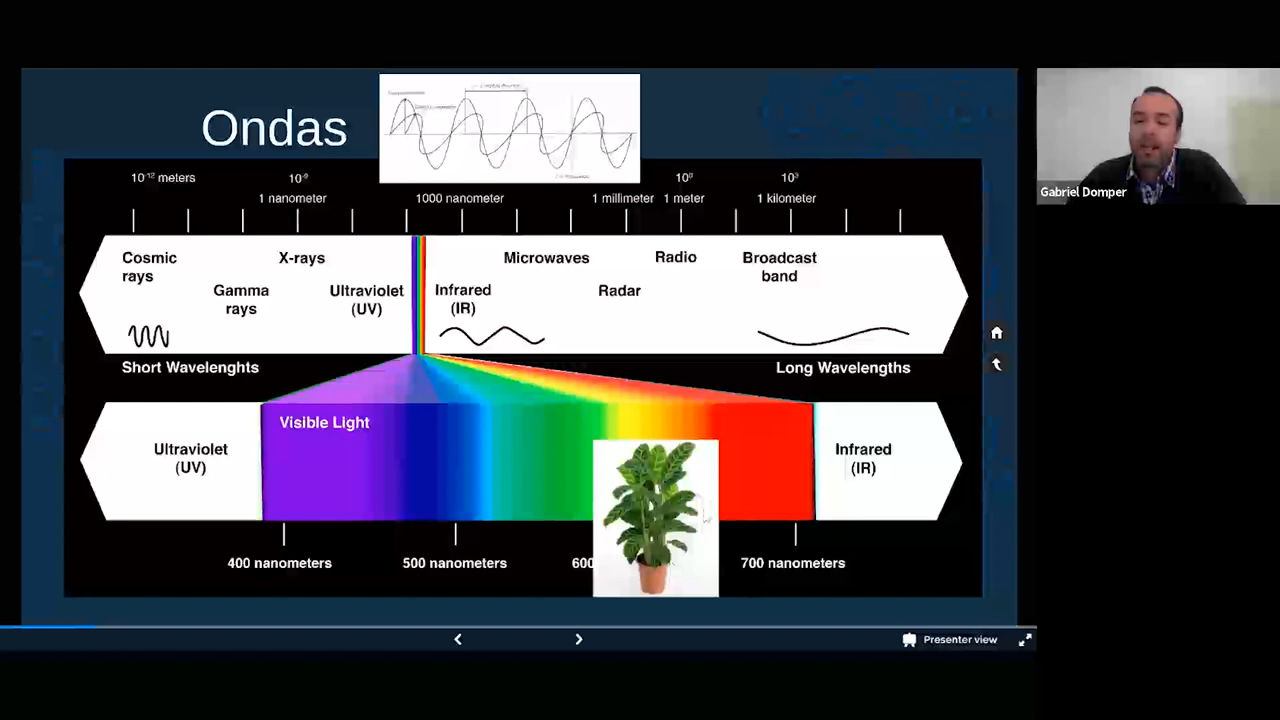 Ondas
10⁻¹² meters
10⁻⁹
10⁰
10³
1 nanometer
1000 nanometer
1 millimeter
1 meter
1 kilometer
Cosmic
rays
X-rays
Microwaves
Radio
Broadcast
band
Gamma
rays
Ultraviolet
(UV)
Infrared
(IR)
Radar
Short Wavelenghts
Long Wavelengths
Visible Light
Ultraviolet
(UV)
Infrared
(IR)
400 nanometers
500 nanometers
600
700 nanometers
Presenter view
Gabriel Domper